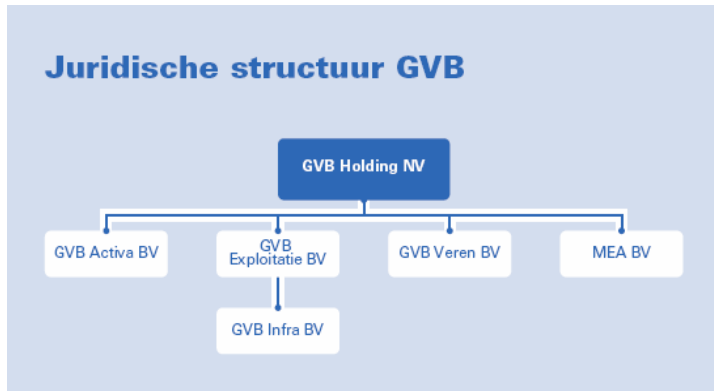 Juridische structuur GVB
GVB Holding NV
GVB Activa BV
GVB
Exploitatie BV
GVB Veren BV
MEA BV
GVB Infra BV